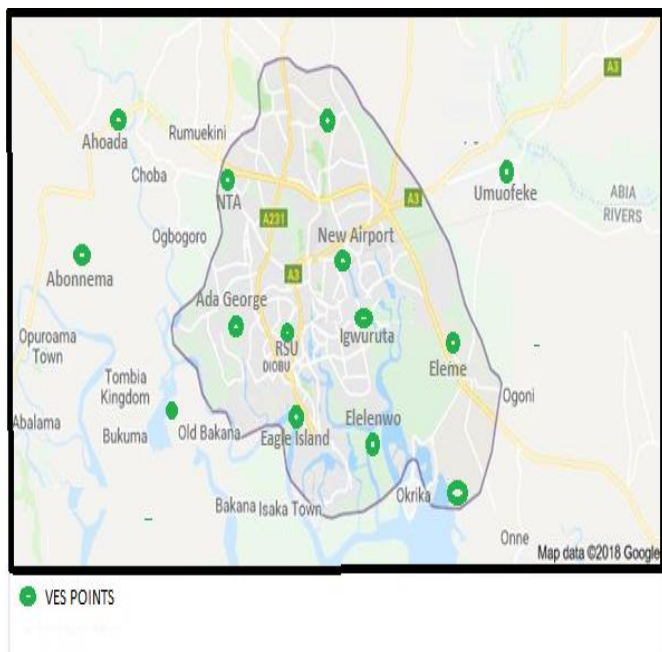 A3
Ahoada
Rumuekini
Choba
NTA
A3
Umuofeke
ABIA
RIVERS
A231
Ogbogoro
New Airport
Abonnema
A3
Ada George
Igwuruta
RSU
DIOBU
Opuroama
Town
Eleme
Tombia
Kingdom
Ogoni
Abalama
Bukuma
Old Bakana
Eagle Island
Elelenwo
Bakana
Isaka Town
Okrika
Onne
Map data ©2018 Google
VES POINTS